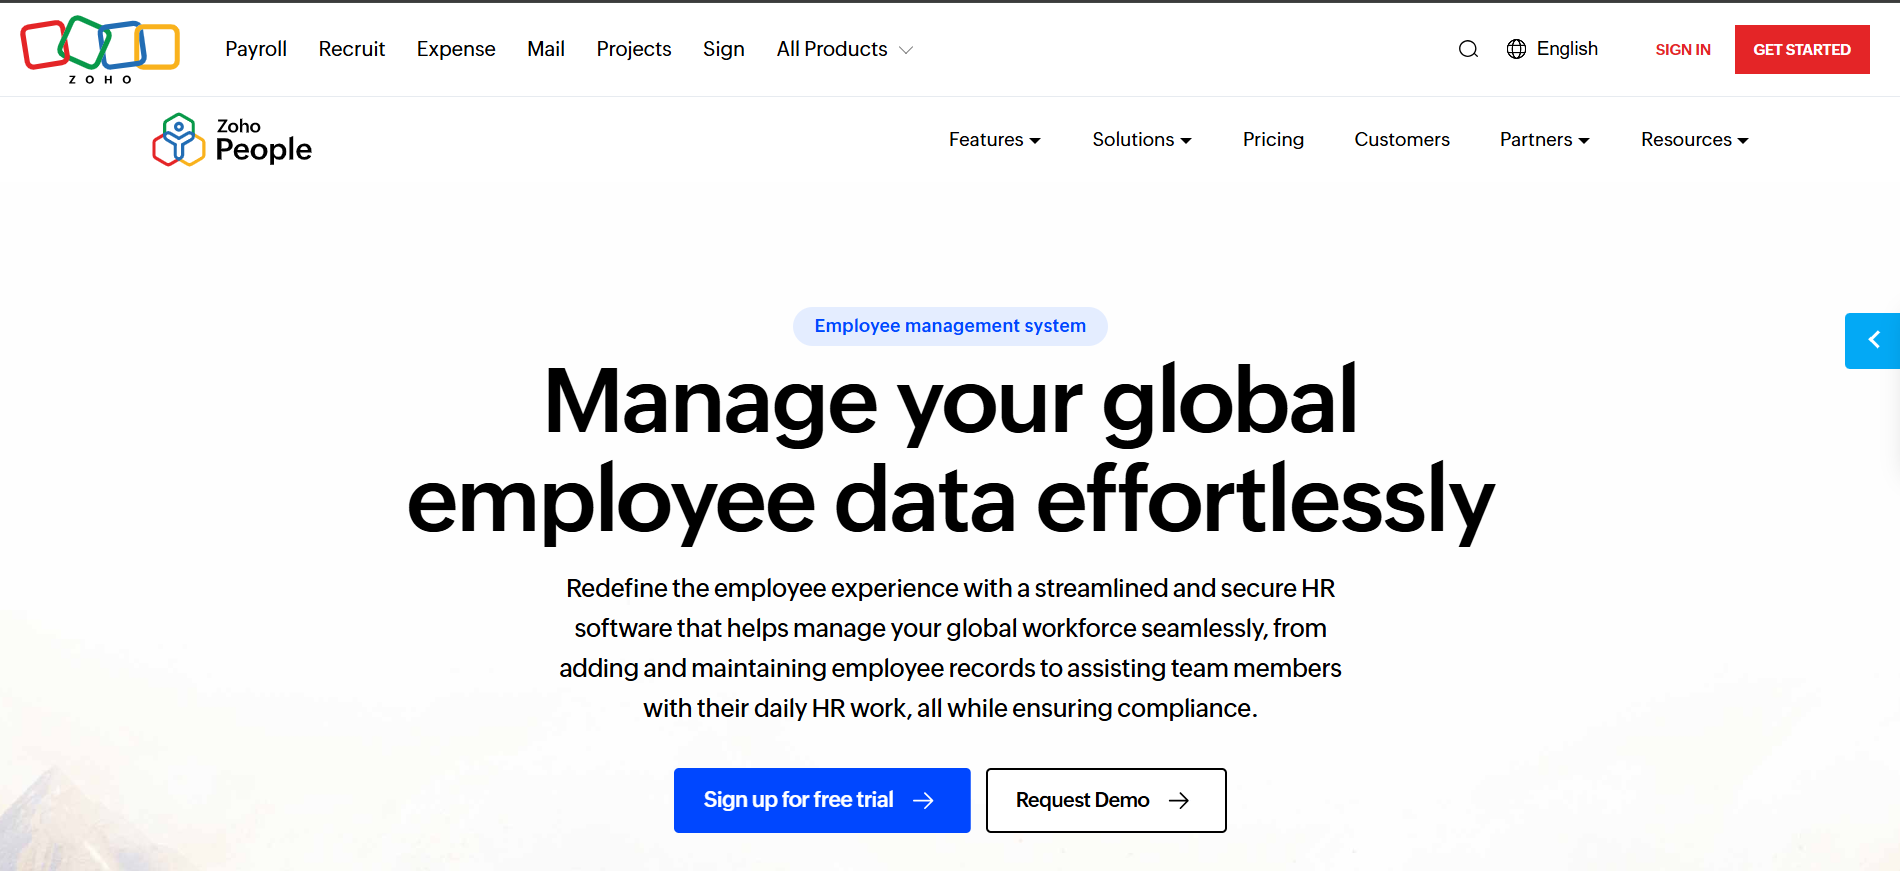 ZOHO
Payroll Recruit Expense Mail Projects Sign All Products
English SIGN IN GET STARTED
Zoho
People
Features Solutions Pricing Customers Partners Resources
Employee management system
Manage your global
employee data effortlessly
Redefine the employee experience with a streamlined and secure HR
software that helps manage your global workforce seamlessly, from
adding and maintaining employee records to assisting team members
with their daily HR work, all while ensuring compliance.
Sign up for free trial
Request Demo